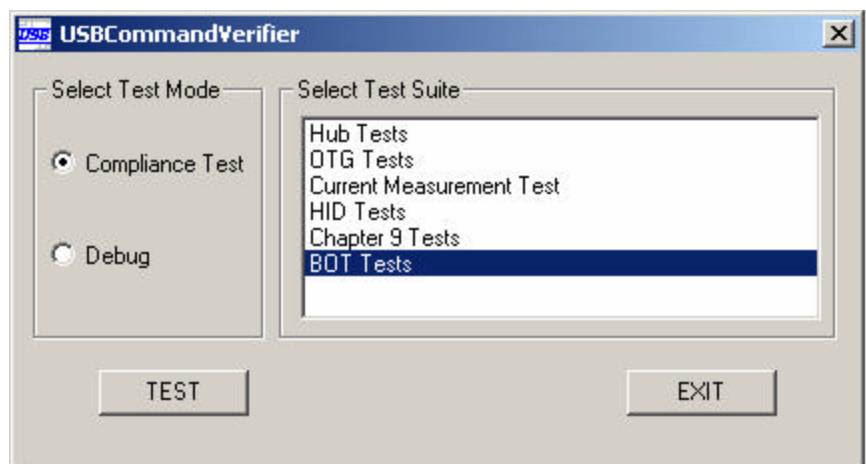 USB USBCommandVerifier
Select Test Mode
Compliance Test
Debug
Select Test Suite
Hub Tests
OTG Tests
Current Measurement Test
HID Tests
Chapter 9 Tests
BOT Tests
TEST
EXIT